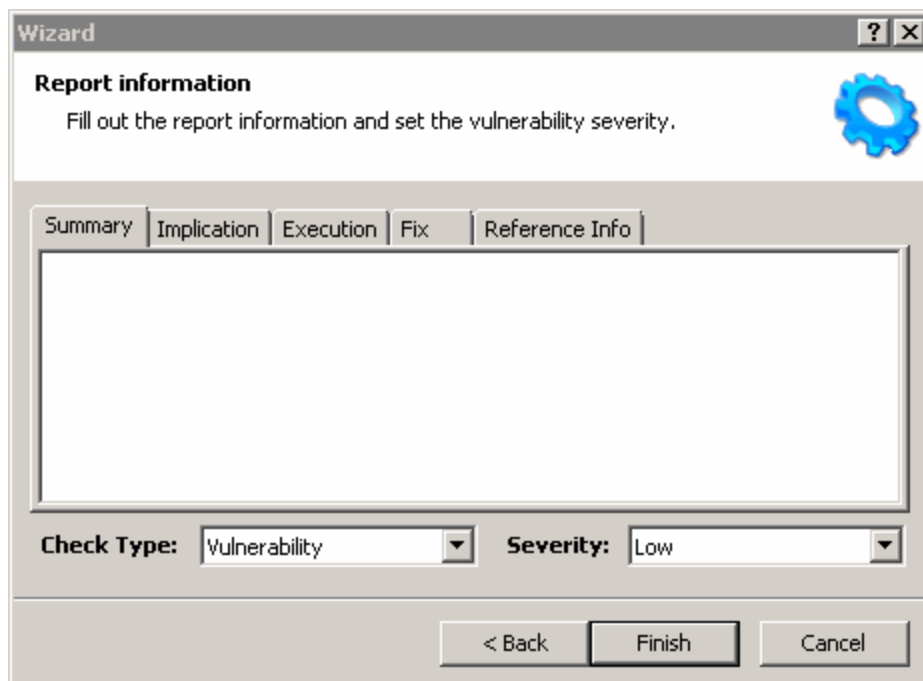 Wizard
Report information
Fill out the report information and set the vulnerability severity.
Summary Implication Execution Fix Reference Info
Check Type: Vulnerability Severity: Low
< Back Finish Cancel